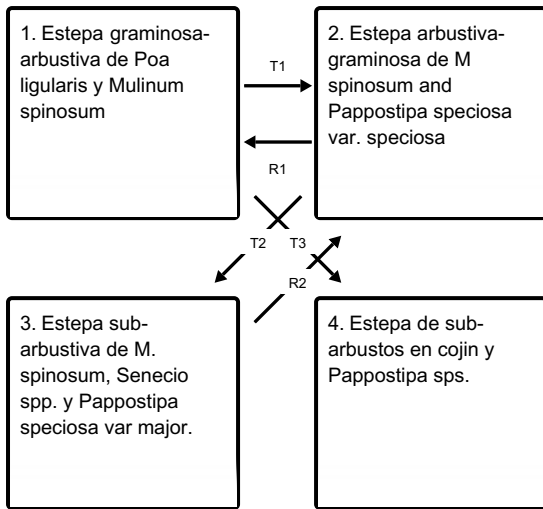 1. Estepa graminosa-
arbustiva de Poa
ligularis y Mulinum
spinosum
T1
R1
2. Estepa arbustiva-
graminosa de M
spinosum and
Pappostipa speciosa
var. speciosa
T2
T3
R2
3. Estepa sub-
arbustiva de M.
spinosum, Senecio
spp. y Pappostipa
speciosa var major.
4. Estepa de sub-
arbustos en cojin y
Pappostipa sps.